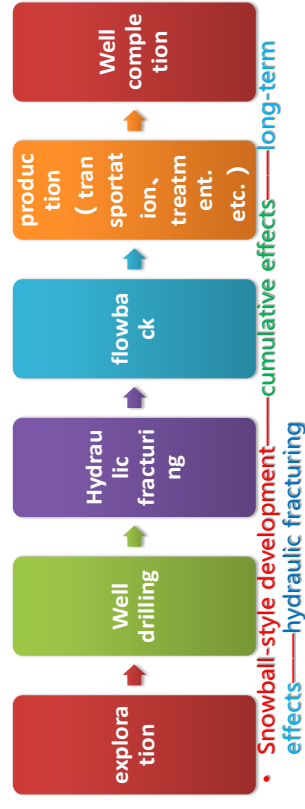 explora
tion
Well
drilling
Hydrau
lic
fracturi
ng
flowba
ck
produc
tion
( tran
sportat
ion、
treatm
ent.
etc. )
Well
comple
tion
• Snowball-style development——cumulative effects——long-term
effects——hydraulic fracturing